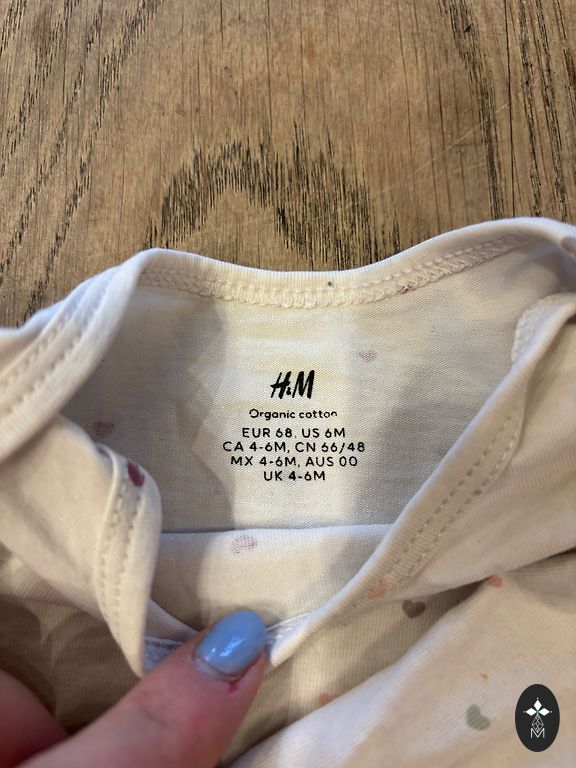 H&M
Organic cotton
EUR 68, US 6M
CA 4-6M, CN 66/48
MX 4-6M, AUS 00
UK 4-6M
M